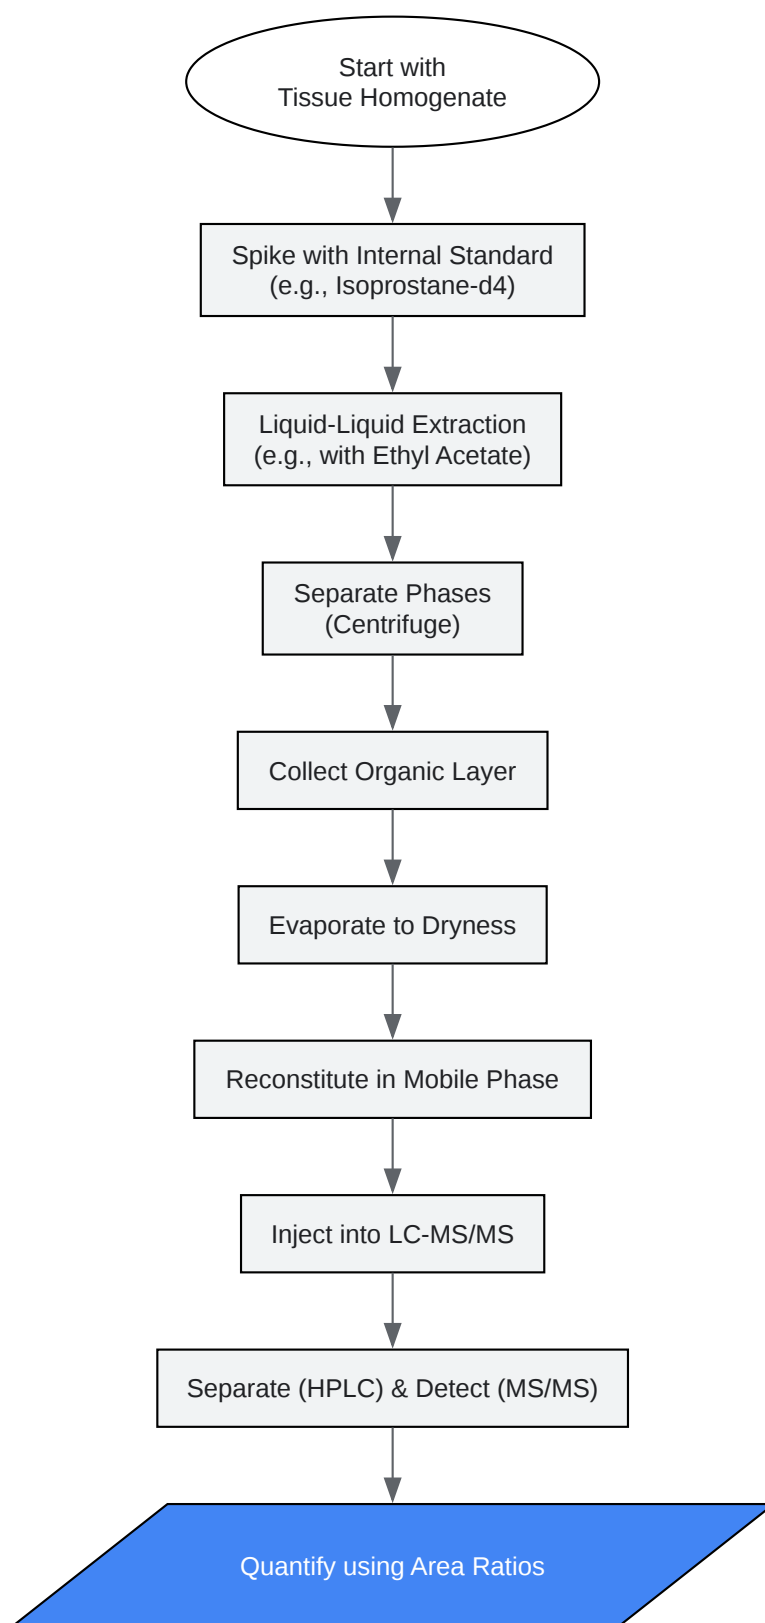 Start with
Tissue Homogenate
Spike with Internal Standard
(e.g., Isoprostane-d4)
Liquid-Liquid Extraction
(e.g., with Ethyl Acetate)
Separate Phases
(Centrifuge)
Collect Organic Layer
Evaporate to Dryness
Reconstitute in Mobile Phase
Inject into LC-MS/MS
Separate (HPLC) & Detect (MS/MS)
Quantify using Area Ratios